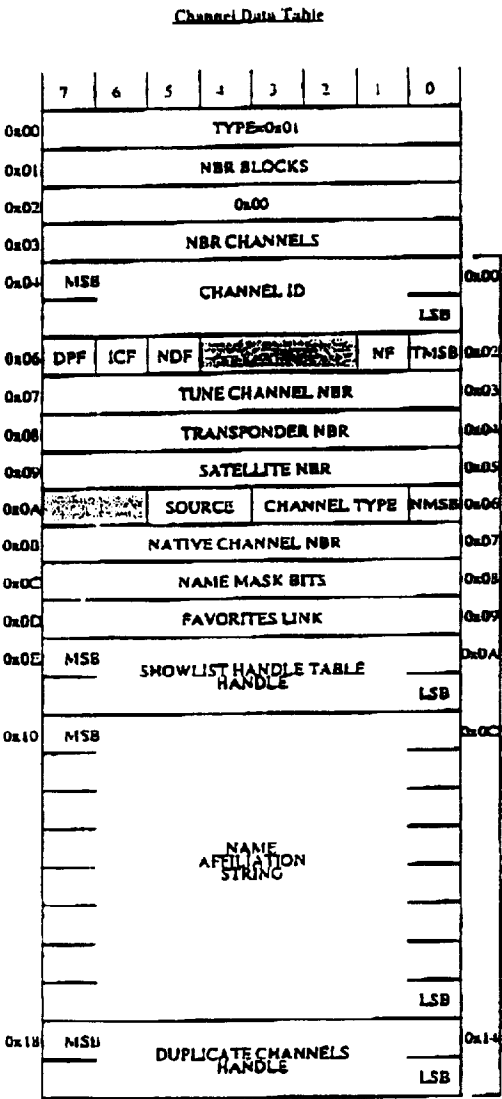 Channel Data Table
7 6 5 4 3 2 1 0
0x00 TYPE=0x01
0x01 NBR BLOCKS
0x02 0x00
0x03 NBR CHANNELS
0x04 MSB CHANNEL ID LSB 0x00
0x06 DPF ICF NDF NF TMSB 0x02
0x07 TUNE CHANNEL NBR 0x03
0x08 TRANSPONDER NBR 0x04
0x09 SATELLITE NBR 0x05
0x0A SOURCE CHANNEL TYPE NMSB 0x06
0x0B NATIVE CHANNEL NBR 0x07
0x0C NAME MASK BITS 0x08
0x0D FAVORITES LINK 0x09
0x0E MSB 0x0A
SHOWLIST HANDLE TABLE
HANDLE
LSB
0x10 MSB 0x0C
NAME
AFFILIATION
STRING
LSB
0x18 MSB 0x14
DUPLICATE CHANNELS
HANDLE
LSB